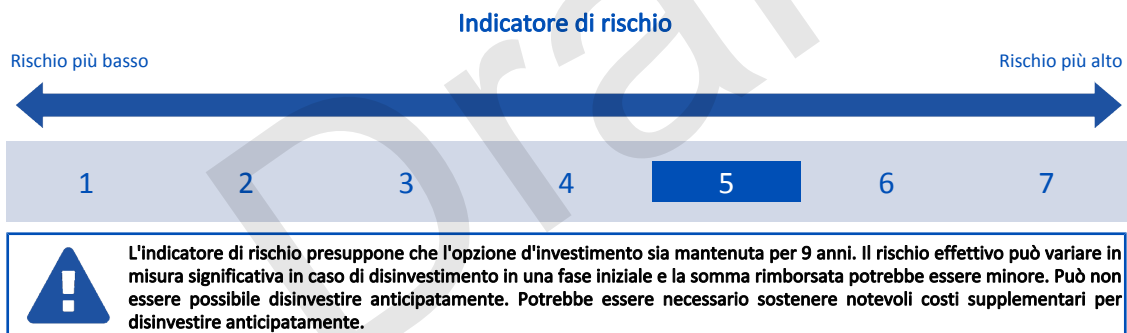 Indicatore di rischio
Rischio più basso
Rischio più alto
1 2 3 4 5 6 7
L'indicatore di rischio presuppone che l'opzione d'investimento sia mantenuta per 9 anni. Il rischio effettivo può variare in
misura significativa in caso di disinvestimento in una fase iniziale e la somma rimborsata potrebbe essere minore. Può non
essere possibile disinvestire anticipatamente. Potrebbe essere necessario sostenere notevoli costi supplementari per
disinvestire anticipatamente.